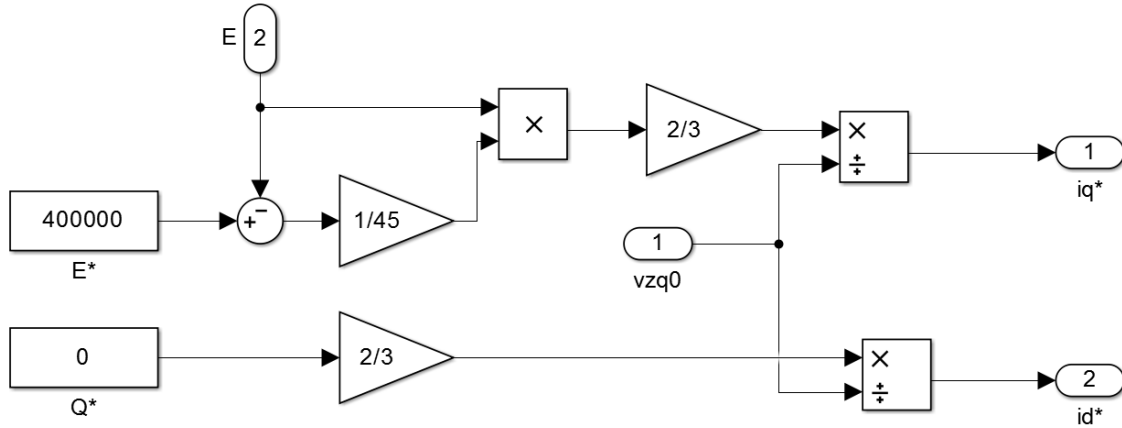 E 2
×
2/3
×
÷
1
iq*
400000
E*
+
−
1/45
1
vzq0
0
Q*
2/3
×
÷
2
id*